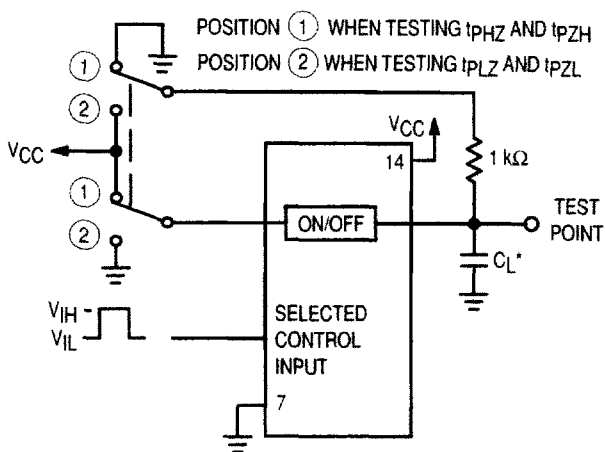 POSITION ① WHEN TESTING tPHZ AND tPZH
POSITION ② WHEN TESTING tPLZ AND tPZL
①
②
VCC
①
②
VCC
14
1 kΩ
ON/OFF
TEST
POINT
CL*
VIH
VIL
SELECTED
CONTROL
INPUT
7